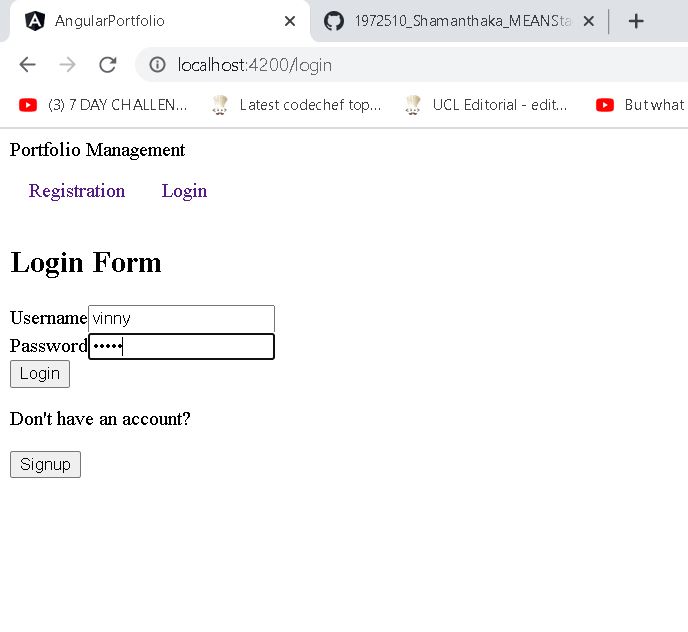 AngularPortfolio
1972510_Shamanthaka_MEANSta
localhost:4200/login
(3) 7 DAY CHALLEN...
Latest codechef top...
UCL Editorial - edit...
But what
Portfolio Management
Registration Login
Login Form
Username vinny
Password •••••
Login
Don't have an account?
Signup